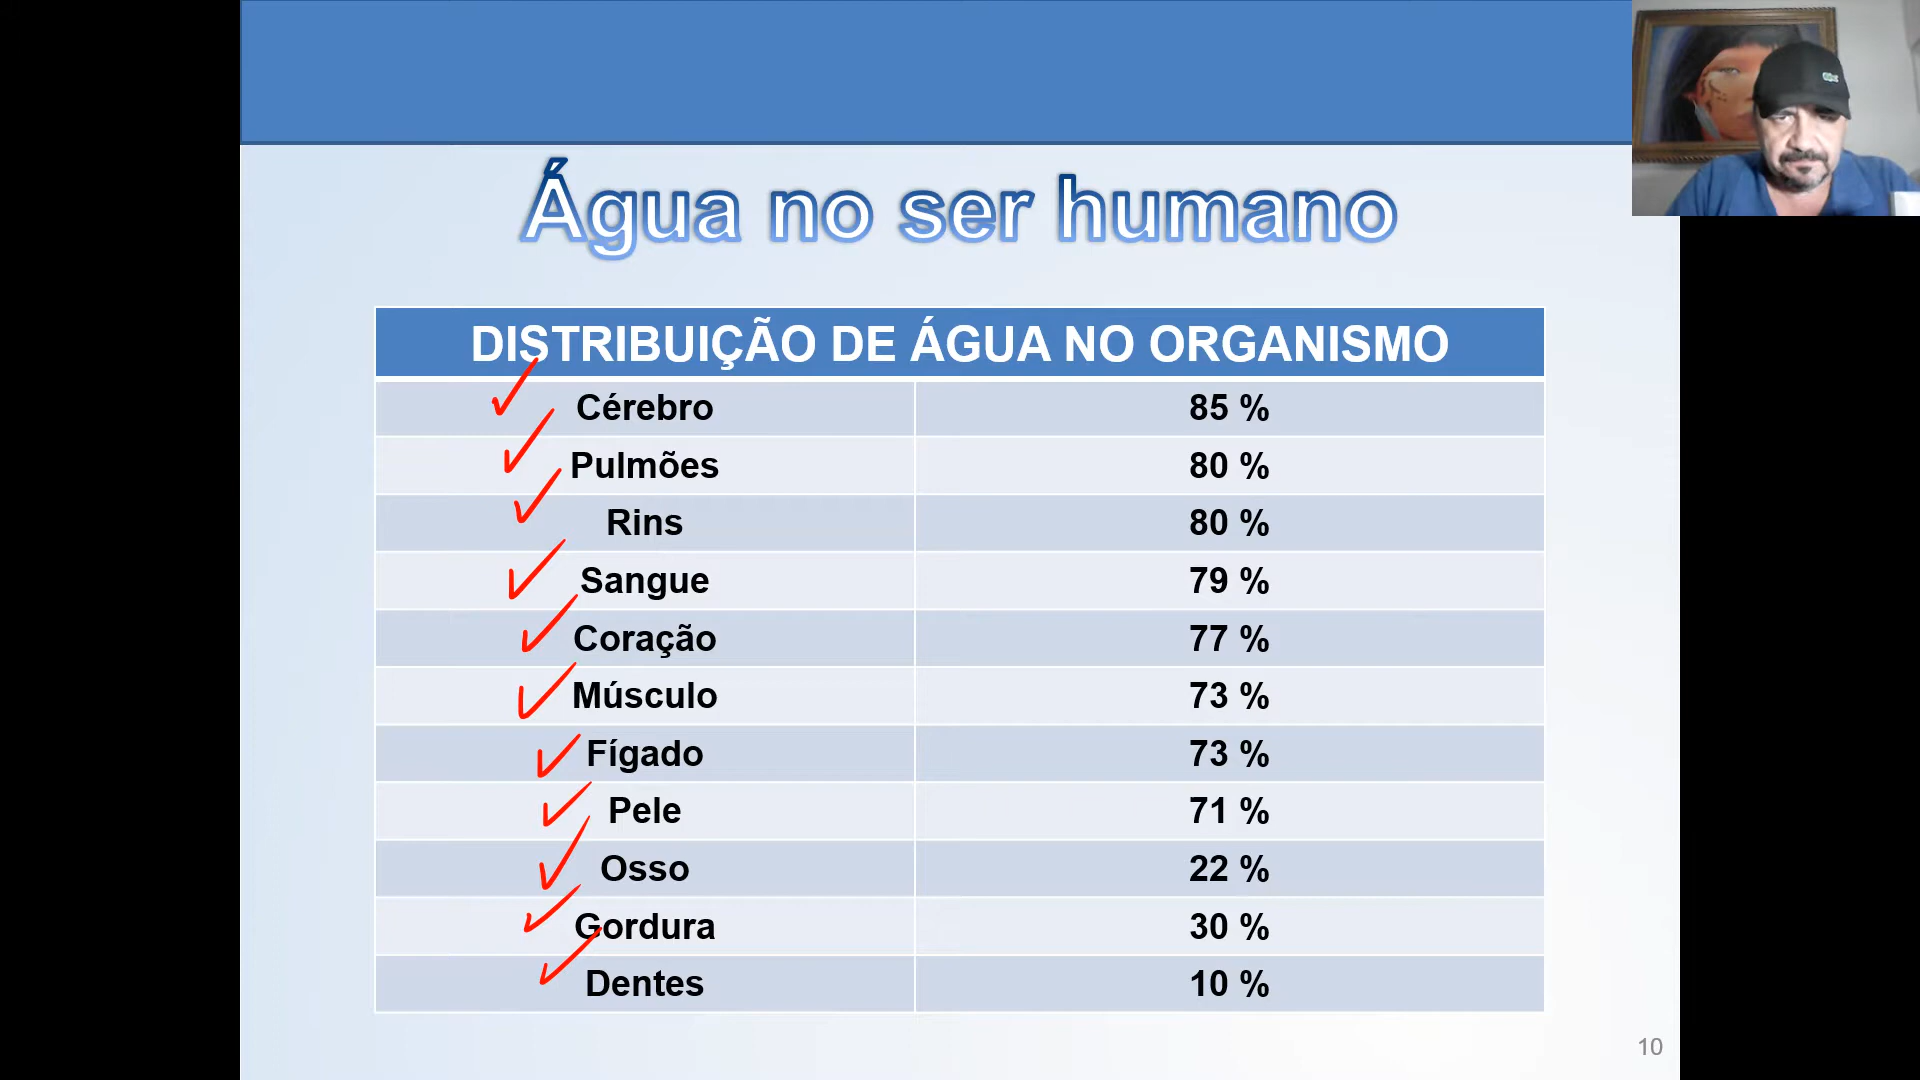 Água no ser humano
DISTRIBUIÇÃO DE ÁGUA NO ORGANISMO
Cérebro 85 %
Pulmões 80 %
Rins 80 %
Sangue 79 %
Coração 77 %
Músculo 73 %
Fígado 73 %
Pele 71 %
Osso 22 %
Gordura 30 %
Dentes 10 %
10